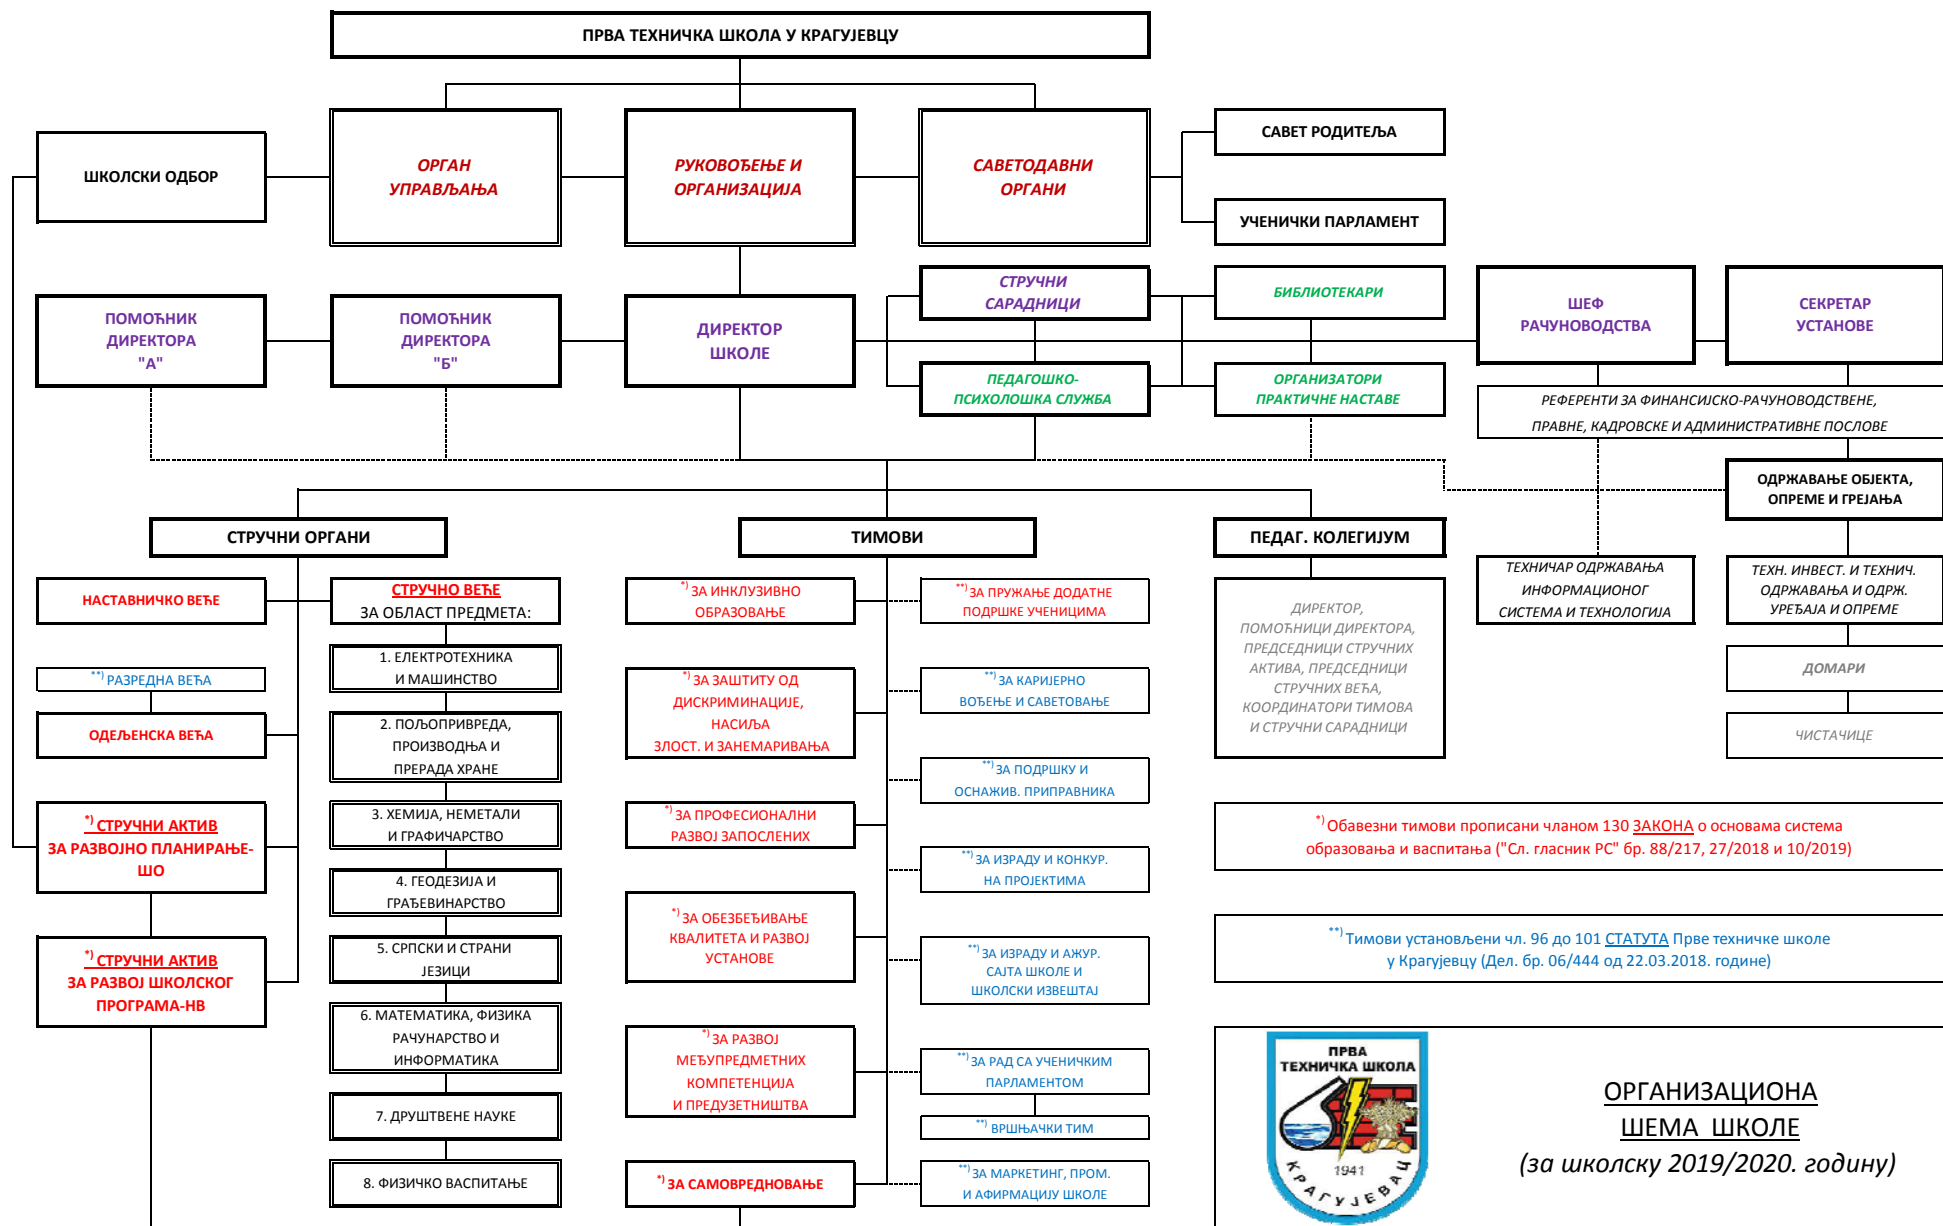 ПРВА ТЕХНИЧКА ШКОЛА У КРАГУЈЕВЦУ
ШКОЛСКИ ОДБОР
ОРГАН
УПРАВЉАЊА
РУКОВОЂЕЊЕ И
ОРГАНИЗАЦИЈА
САВЕТОДАВНИ
ОРГАНИ
САВЕТ РОДИТЕЉА
УЧЕНИЧКИ ПАРЛАМЕНТ
ПОМОЋНИК
ДИРЕКТОРА
"А"
ПОМОЋНИК
ДИРЕКТОРА
"Б"
ДИРЕКТОР
ШКОЛЕ
СТРУЧНИ
САРАДНИЦИ
БИБЛИОТЕКАРИ
ПЕДАГОШКО-
ПСИХОЛОШКА СЛУЖБА
ОРГАНИЗАТОРИ
ПРАКТИЧНЕ НАСТАВЕ
ШЕФ
РАЧУНОВОДСТВА
СЕКРЕТАР
УСТАНОВЕ
РЕФЕРЕНТИ ЗА ФИНАНСИЈСКО-РАЧУНОВОДСТВЕНЕ,
ПРАВНЕ, КАДРОВСКЕ И АДМИНИСТРАТИВНЕ ПОСЛОВЕ
ОДРЖАВАЊЕ ОБЈЕКТА,
ОПРЕМЕ И ГРЕЈАЊА
СТРУЧНИ ОРГАНИ
ТИМОВИ
ПЕДАГ. КОЛЕГИЈУМ
НАСТАВНИЧКО ВЕЋЕ
**) РАЗРЕДНА ВЕЋА
ОДЕЉЕНСКА ВЕЋА
*) СТРУЧНИ АКТИВ
ЗА РАЗВОЈНО ПЛАНИРАЊЕ-
ШО
*) СТРУЧНИ АКТИВ
ЗА РАЗВОЈ ШКОЛСКОГ
ПРОГРАМА-НВ
СТРУЧНО ВЕЋЕ
ЗА ОБЛАСТ ПРЕДМЕТА:
1. ЕЛЕКТРОТЕХНИКА
И МАШИНСТВО
2. ПОЉОПРИВРЕДА,
ПРОИЗВОДЊА И
ПРЕРАДА ХРАНЕ
3. ХЕМИЈА, НЕМЕТАЛИ
И ГРАФИЧАРСТВО
4. ГЕОДЕЗИЈА И
ГРАЂЕВИНАРСТВО
5. СРПСКИ И СТРАНИ
ЈЕЗИЦИ
6. МАТЕМАТИКА, ФИЗИКА
РАЧУНАРСТВО И
ИНФОРМАТИКА
7. ДРУШТВЕНЕ НАУКЕ
8. ФИЗИЧКО ВАСПИТАЊЕ
*) ЗА ИНКЛУЗИВНО
ОБРАЗОВАЊЕ
*) ЗА ЗАШТИТУ ОД
ДИСКРИМИНАЦИЈЕ,
НАСИЉА
ЗЛОСТ. И ЗАНЕМАРИВАЊА
*) ЗА ПРОФЕСИОНАЛНИ
РАЗВОЈ ЗАПОСЛЕНИХ
*) ЗА ОБЕЗБЕЂИВАЊЕ
КВАЛИТЕТА И РАЗВОЈ
УСТАНОВЕ
*) ЗА РАЗВОЈ
МЕЂУПРЕДМЕТНИХ
КОМПЕТЕНЦИЈА
И ПРЕДУЗЕТНИШТВА
*) ЗА САМОВРЕДНОВАЊЕ
**) ЗА ПРУЖАЊЕ ДОДАТНЕ
ПОДРШКЕ УЧЕНИЦИМА
**) ЗА КАРИЈЕРНО
ВОЂЕЊЕ И САВЕТОВАЊЕ
**) ЗА ПОДРШКУ И
ОСНАЖИВ. ПРИПРАВНИКА
**) ЗА ИЗРАДУ И КОНКУР.
НА ПРОЈЕКТИМА
**) ЗА ИЗРАДУ И АЖУР.
САЈТА ШКОЛЕ И
ШКОЛСКИ ИЗВЕШТАЈ
**) ЗА РАД СА УЧЕНИЧКИМ
ПАРЛАМЕНТОМ
**) ВРШЊАЧКИ ТИМ
**) ЗА МАРКЕТИНГ, ПРОМ.
И АФИРМАЦИЈУ ШКОЛЕ
ДИРЕКТОР,
ПОМОЋНИЦИ ДИРЕКТОРА,
ПРЕДСЕДНИЦИ СТРУЧНИХ
АКТИВА, ПРЕДСЕДНИЦИ
СТРУЧНИХ ВЕЋА,
КООРДИНАТОРИ ТИМОВА
И СТРУЧНИ САРАДНИЦИ
ТЕХНИЧАР ОДРЖАВАЊА
ИНФОРМАЦИОНОГ
СИСТЕМА И ТЕХНОЛОГИЈА
ТЕХН. ИНВЕСТ. И ТЕХНИЧ.
ОДРЖАВАЊА И ОДРЖ.
УРЕЂАЈА И ОПРЕМЕ
ДОМАРИ
ЧИСТАЧИЦЕ
*) Обавезни тимови прописани чланом 130 ЗАКОНА о основама система
образовања и васпитања ("Сл. гласник РС" бр. 88/217, 27/2018 и 10/2019)
**) Тимови установљени чл. 96 до 101 СТАТУТА Прве техничке школе
у Крагујевцу (Дел. бр. 06/444 од 22.03.2018. године)
ПРВА
ТЕХНИЧКА ШКОЛА
1941
КРАГУЈЕВАЦ
ОРГАНИЗАЦИОНА
ШЕМА ШКОЛЕ
(за школску 2019/2020. годину)